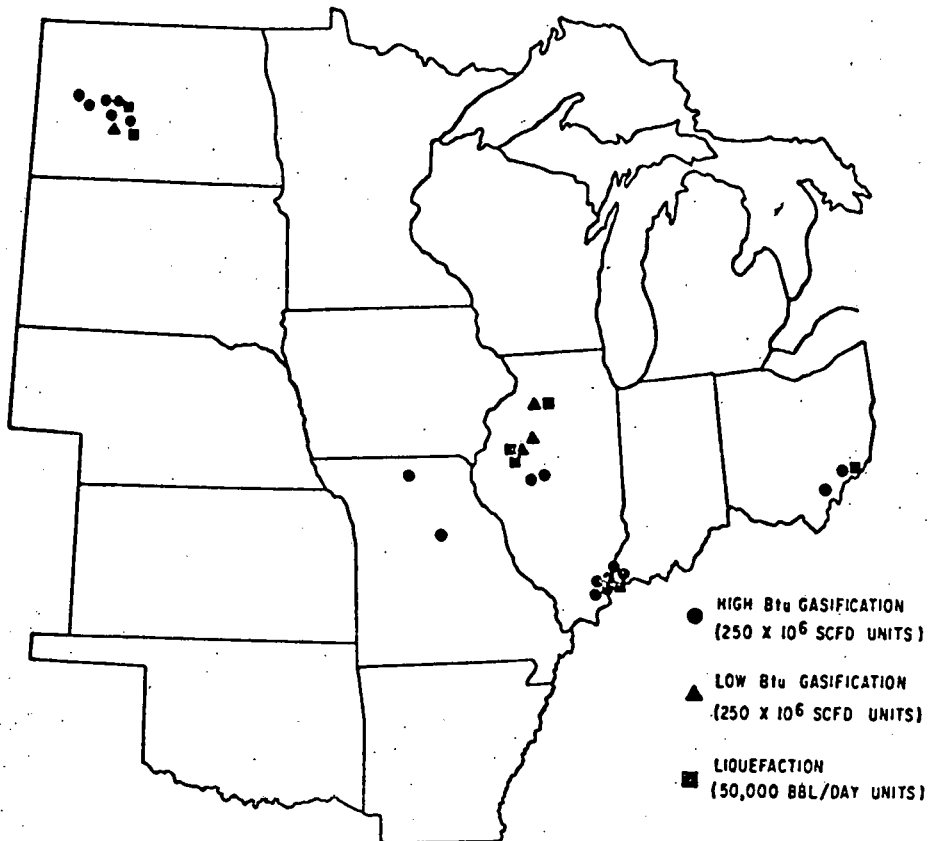 HIGH Btu GASIFICATION
(250 X 10⁶ SCFD UNITS)
LOW Btu GASIFICATION
(250 X 10⁶ SCFD UNITS)
LIQUEFACTION
(50,000 BBL/DAY UNITS)